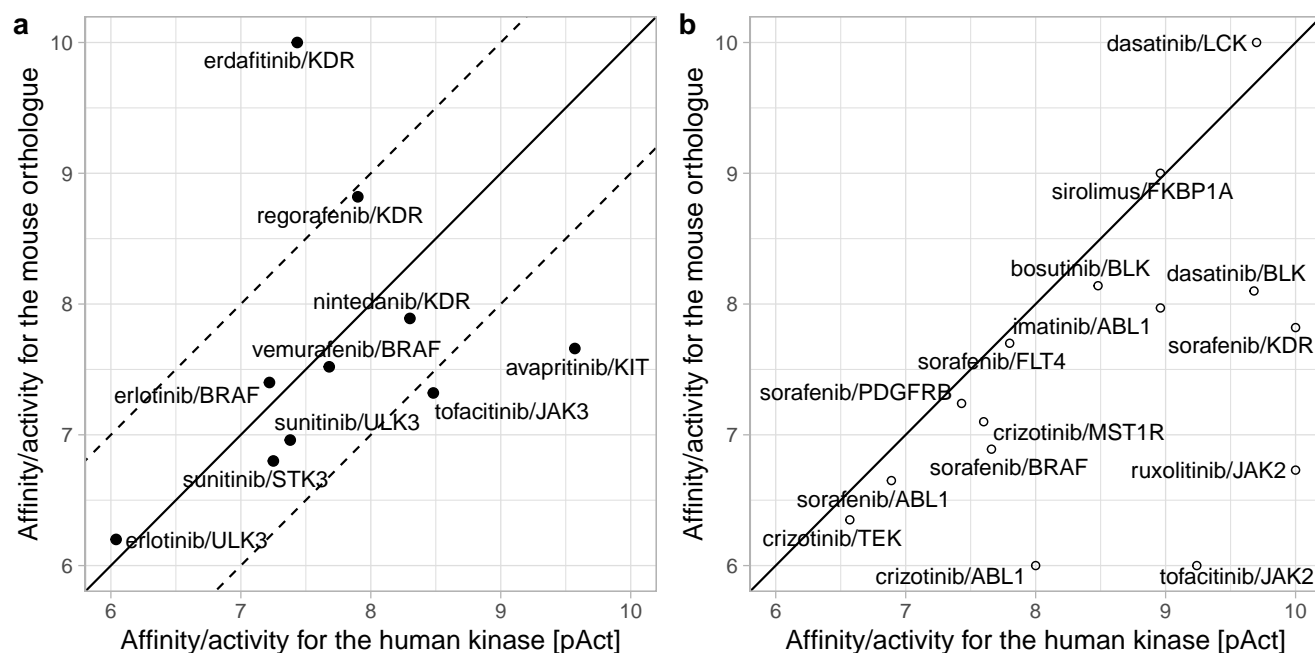 a
Affinity/activity for the mouse orthologue
10
9
8
7
6
erdafitinib/KDR
regorafenib/KDR
nintedanib/KDR
vemurafenib/BRAF
avapritinib/KIT
erlotinib/BRAF
tofacitinib/JAK3
sunitinib/ULK3
sunitinib/STK3
erlotinib/ULK3
6
7
8
9
10
Affinity/activity for the human kinase [pAct]
b
Affinity/activity for the mouse orthologue
10
9
8
7
6
dasatinib/LCK
sirolimus/FKBP1A
bosutinib/BLK
dasatinib/BLK
imatinib/ABL1
sorafenib/KDR
sorafenib/FLT4
sorafenib/PDGFRB
crizotinib/MST1R
sorafenib/BRAF
ruxolitinib/JAK2
sorafenib/ABL1
crizotinib/TEK
crizotinib/ABL1
tofacitinib/JAK2
6
7
8
9
10
Affinity/activity for the human kinase [pAct]